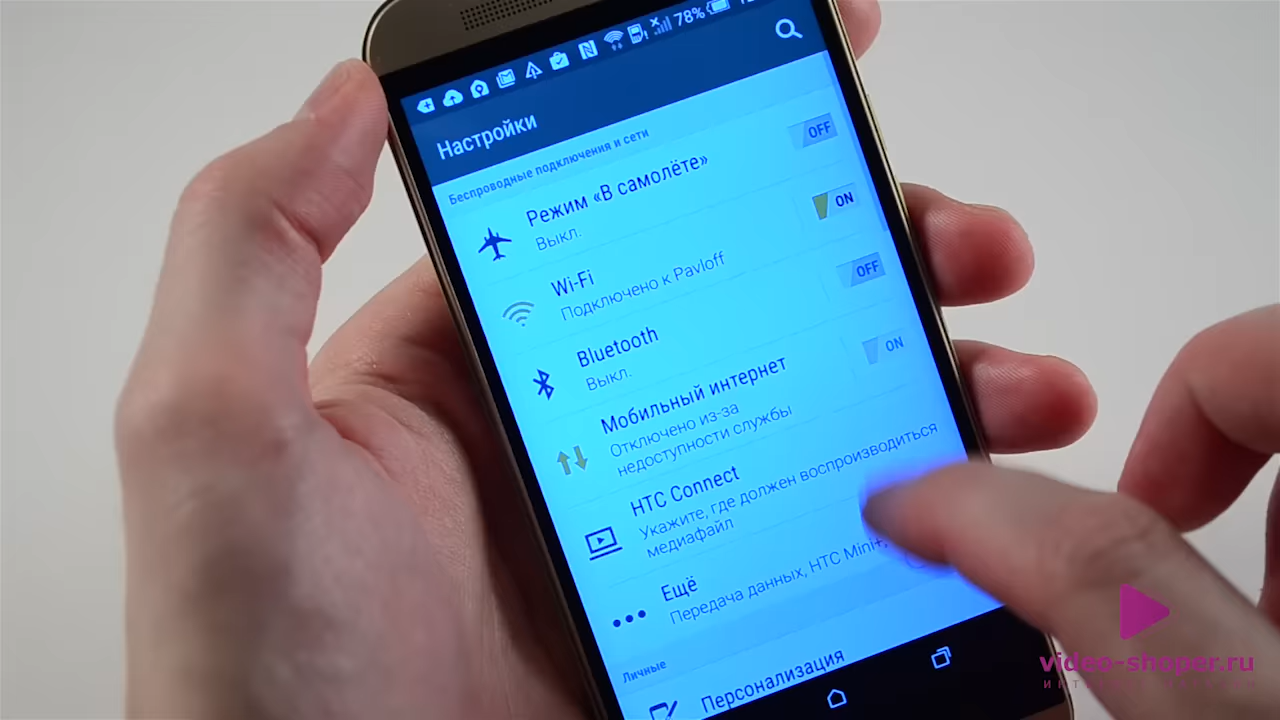 78%
Настройки
Беспроводные подключения и сети
Режим «В самолёте»
Выкл.
OFF
Wi-Fi
Подключено к Pavloff
ON
Bluetooth
Выкл.
OFF
Мобильный интернет
Отключено из-за
недоступности службы
ON
HTC Connect
Укажите, где должен воспроизводиться
медиафайл
Ещё
Передача данных, HTC Mini+,
Личные
Персонализация
video-shoper.ru